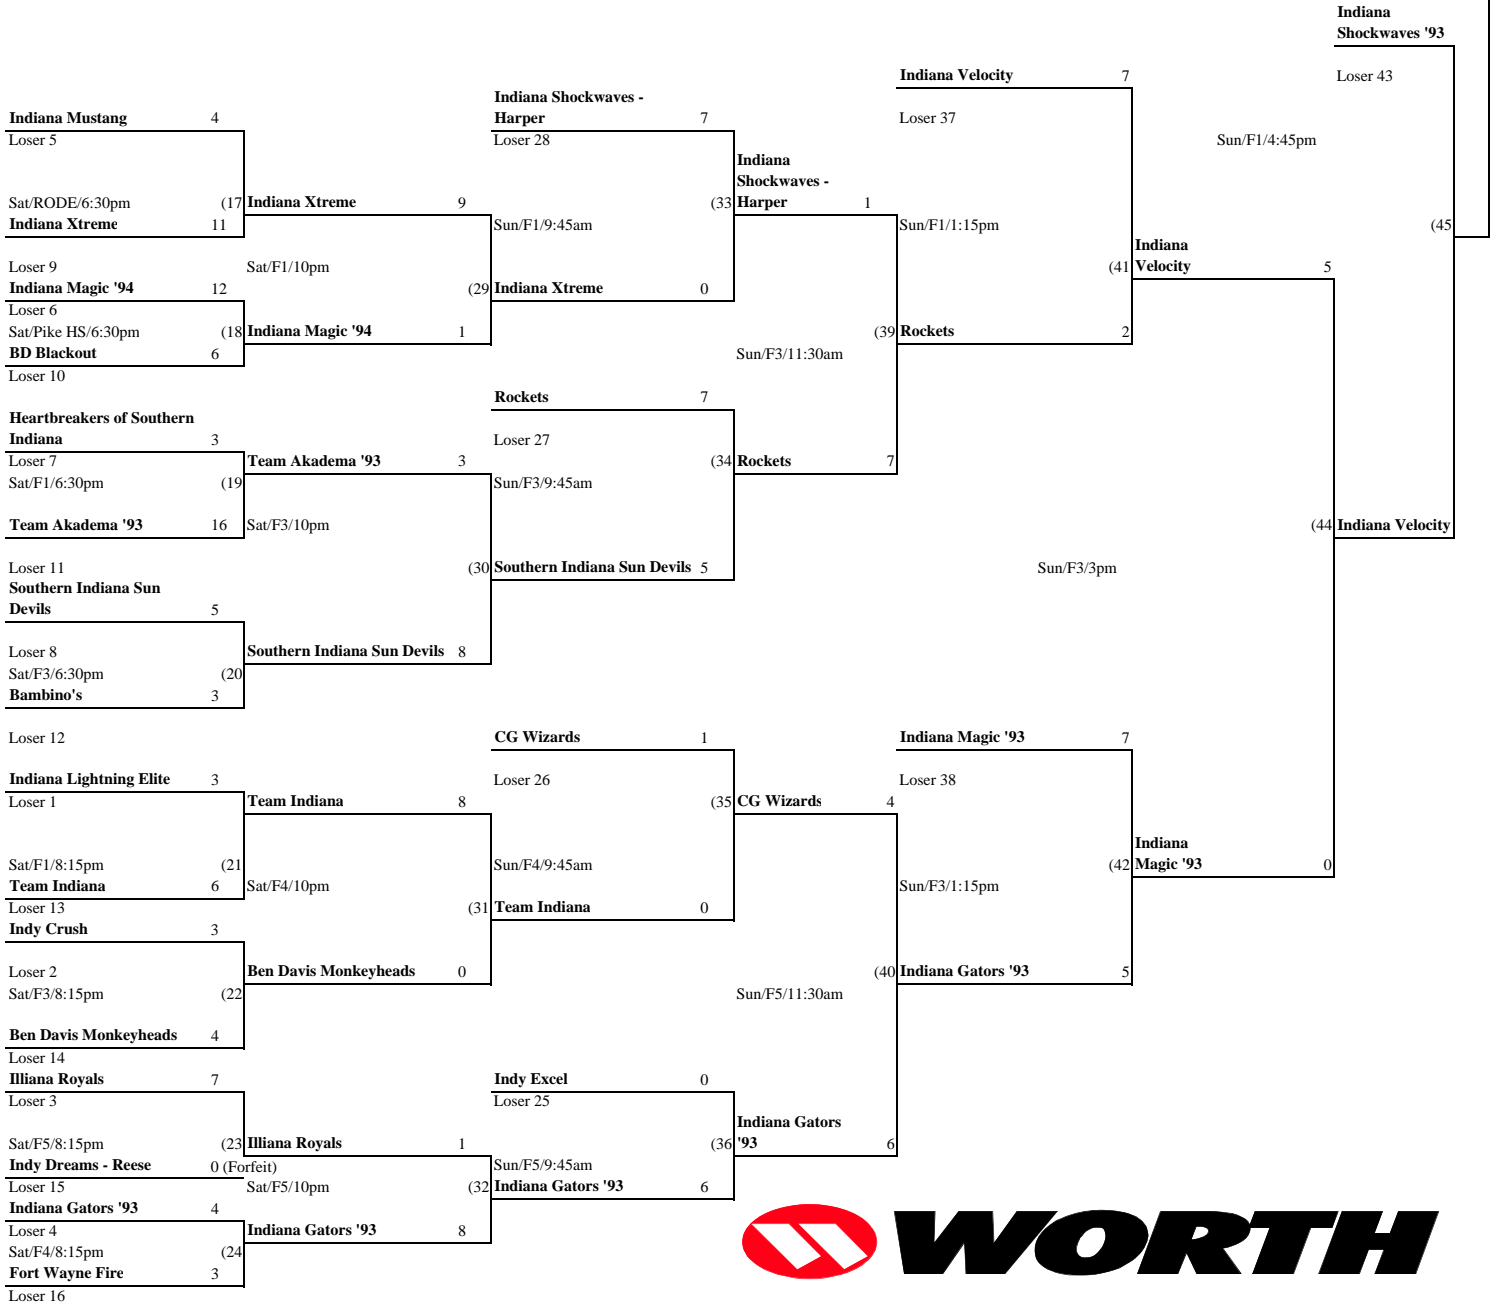 Indiana
Shockwaves '93
Indiana Velocity 7
Loser 43
Indiana Shockwaves -
Harper 7
Indiana Mustang 4
Loser 37
Loser 5
Loser 28
Sun/F1/4:45pm
Indiana
Shockwaves -
Sat/RODE/6:30pm (17 Indiana Xtreme 9
(33 Harper 1
Indiana Xtreme 11
Sun/F1/9:45am
Sun/F1/1:15pm
(45
Indiana
Loser 9
Sat/F1/10pm
(41 Velocity 5
Indiana Magic '94 12
(29 Indiana Xtreme 0
Loser 6
Sat/Pike HS/6:30pm (18 Indiana Magic '94 1
(39 Rockets 2
BD Blackout 6
Sun/F3/11:30am
Loser 10
Rockets 7
Heartbreakers of Southern
Indiana 3
Loser 27
Loser 7
Team Akadema '93 3
(34 Rockets 7
Sat/F1/6:30pm (19
Sun/F3/9:45am
Team Akadema '93 16
Sat/F3/10pm
(44 Indiana Velocity
Loser 11
(30 Southern Indiana Sun Devils 5
Sun/F3/3pm
Southern Indiana Sun
Devils 5
Loser 8
Southern Indiana Sun Devils 8
Sat/F3/6:30pm (20
Bambino's 3
Loser 12
CG Wizards 1
Indiana Magic '93 7
Indiana Lightning Elite 3
Loser 26
Loser 38
Loser 1
Team Indiana 8
(35 CG Wizards 4
Indiana
Sat/F1/8:15pm (21
Sun/F4/9:45am
(42 Magic '93 0
Team Indiana 6
Sat/F4/10pm
Sun/F3/1:15pm
Loser 13
(31 Team Indiana 0
Indy Crush 3
Loser 2
Ben Davis Monkeyheads 0
(40 Indiana Gators '93 5
Sat/F3/8:15pm (22
Sun/F5/11:30am
Ben Davis Monkeyheads 4
Loser 14
Illiana Royals 7
Indy Excel 0
Loser 3
Loser 25
Indiana Gators
Sat/F5/8:15pm (23 Illiana Royals 1
(36 '93 6
Indy Dreams - Reese 0 (Forfeit)
Sun/F5/9:45am
Loser 15
Sat/F5/10pm
(32 Indiana Gators '93 6
Indiana Gators '93 4
Loser 4
Indiana Gators '93 8
Sat/F4/8:15pm (24
Fort Wayne Fire 3
Loser 16
WORTH